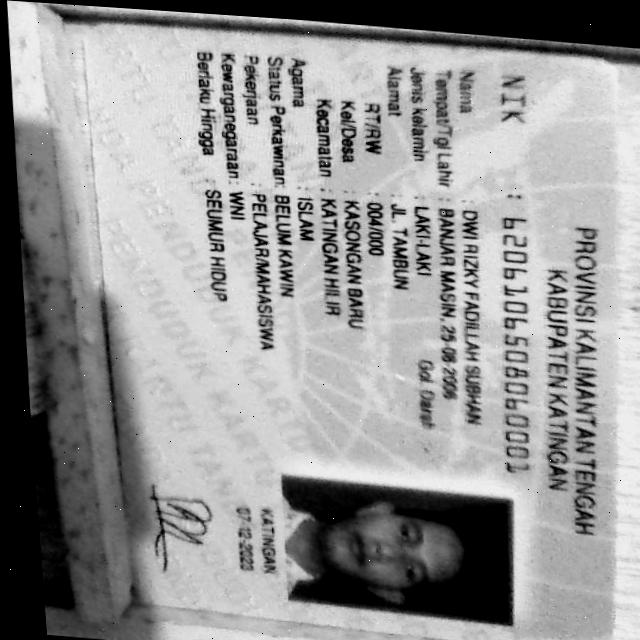 PROVINSI KALIMANTAN TENGAH
KABUPATEN KATINGAN
NIK : 6206106508060001
Nama : DWI RIZKY FADILLAH SUBHAN
Tempat/Tgl Lahir : BANJAR MASIN, 25-08-2006
Jenis kelamin : LAKI-LAKI Gol. Darah
Alamat : JL. TAMBUN
RT/RW : 004/000
Kel/Desa : KASONGAN BARU
Kecamatan : KATINGAN HILIR
Agama : ISLAM
Status Perkawinan: BELUM KAWIN
Pekerjaan : PELAJAR/MAHASISWA
Kewarganegaraan: WNI
Berlaku Hingga : SEUMUR HIDUP
KATINGAN
07-12-2023